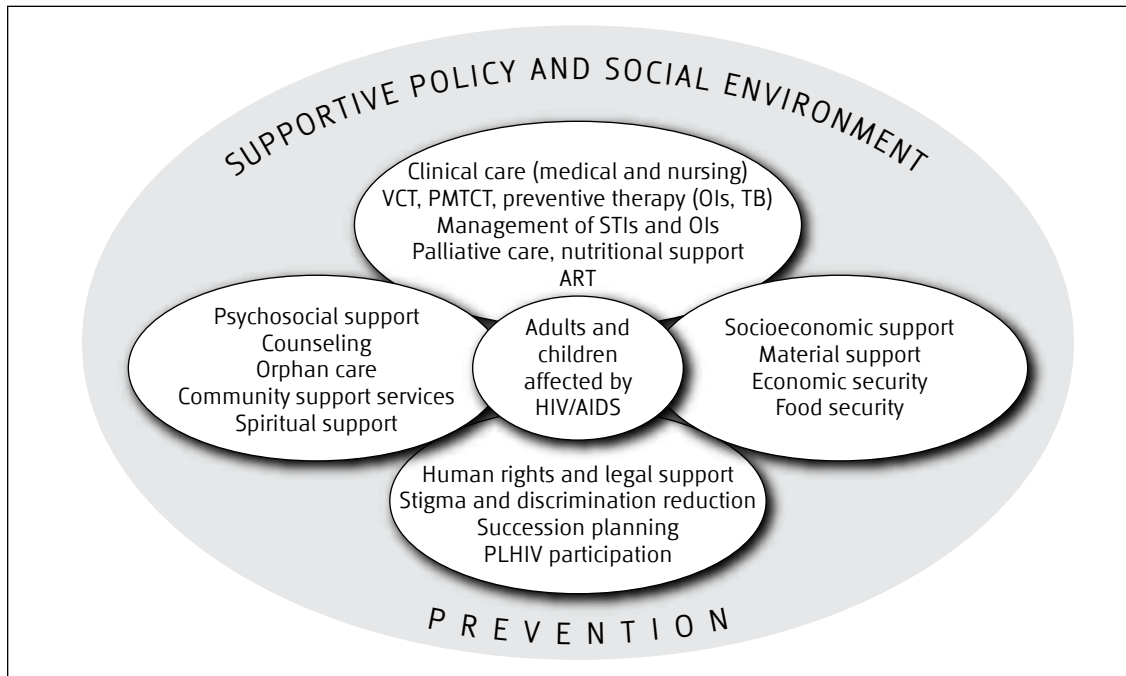 SUPPORTIVE POLICY AND SOCIAL ENVIRONMENT
Clinical care (medical and nursing)
VCT, PMTCT, preventive therapy (OIs, TB)
Management of STIs and OIs
Palliative care, nutritional support
ART
Psychosocial support
Counseling
Orphan care
Community support services
Spiritual support
Adults and
children
affected by
HIV/AIDS
Socioeconomic support
Material support
Economic security
Food security
Human rights and legal support
Stigma and discrimination reduction
Succession planning
PLHIV participation
PREVENTION